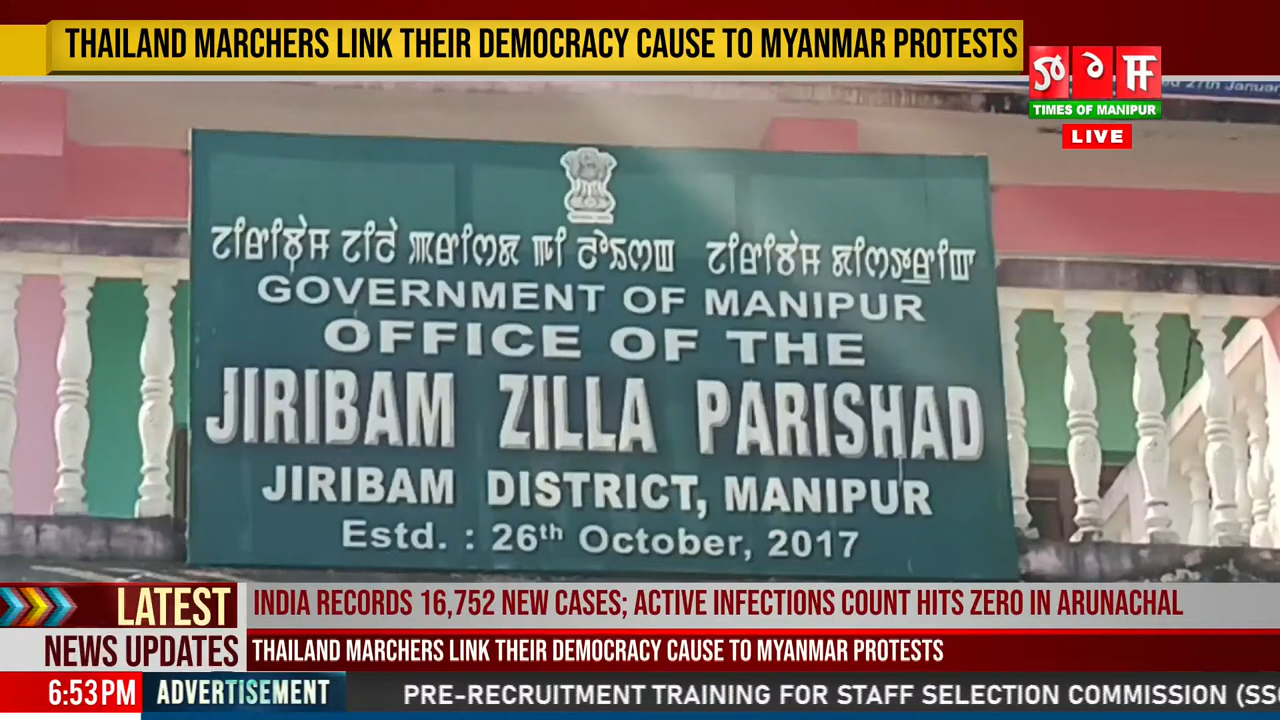 THAILAND MARCHERS LINK THEIR DEMOCRACY CAUSE TO MYANMAR PROTESTS
27th
TIMES OF MANIPUR
LIVE
GOVERNMENT OF MANIPUR
OFFICE OF THE
JIRIBAM ZILLA PARISHAD
JIRIBAM DISTRICT, MANIPUR
Estd. : 26th October, 2017
LATEST
NEWS UPDATES
INDIA RECORDS 16,752 NEW CASES; ACTIVE INFECTIONS COUNT HITS ZERO IN ARUNACHAL
THAILAND MARCHERS LINK THEIR DEMOCRACY CAUSE TO MYANMAR PROTESTS
6:53PM
ADVERTISEMENT
PRE-RECRUITMENT TRAINING FOR STAFF SELECTION COMMISSION (SS